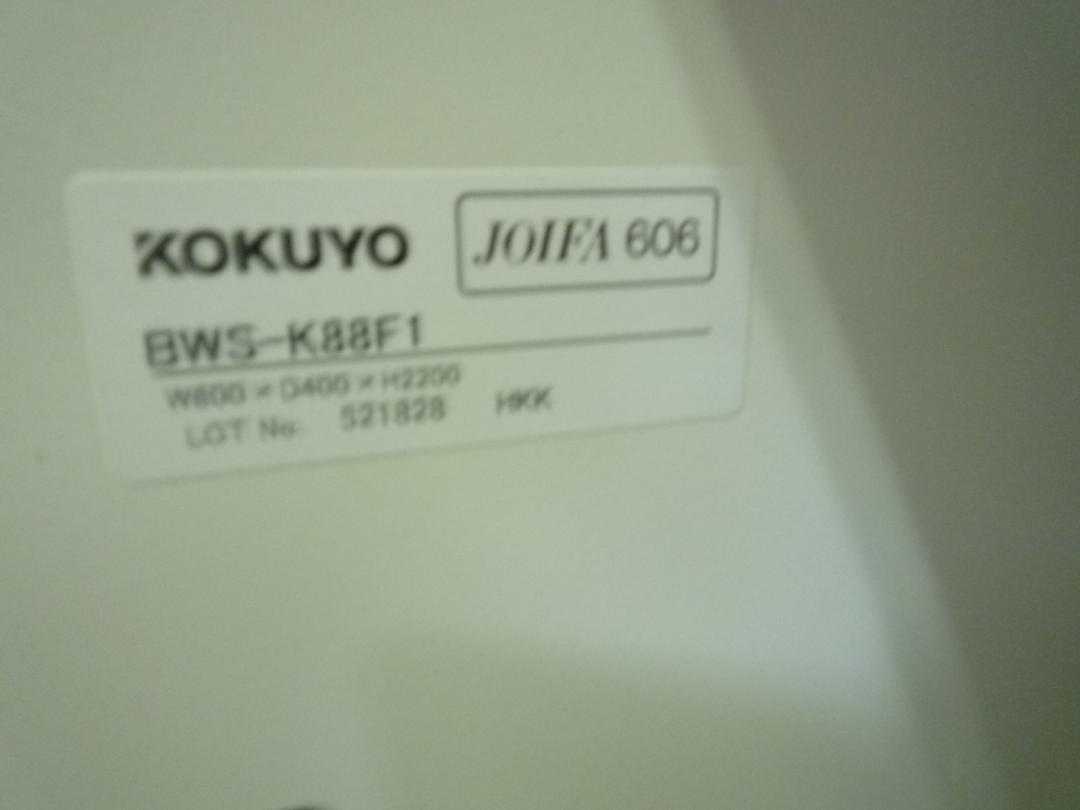 KOKUYO
JOIFA 606
BWS-K88F1
W800×D400×H2200
LOT No. 521828 HKK